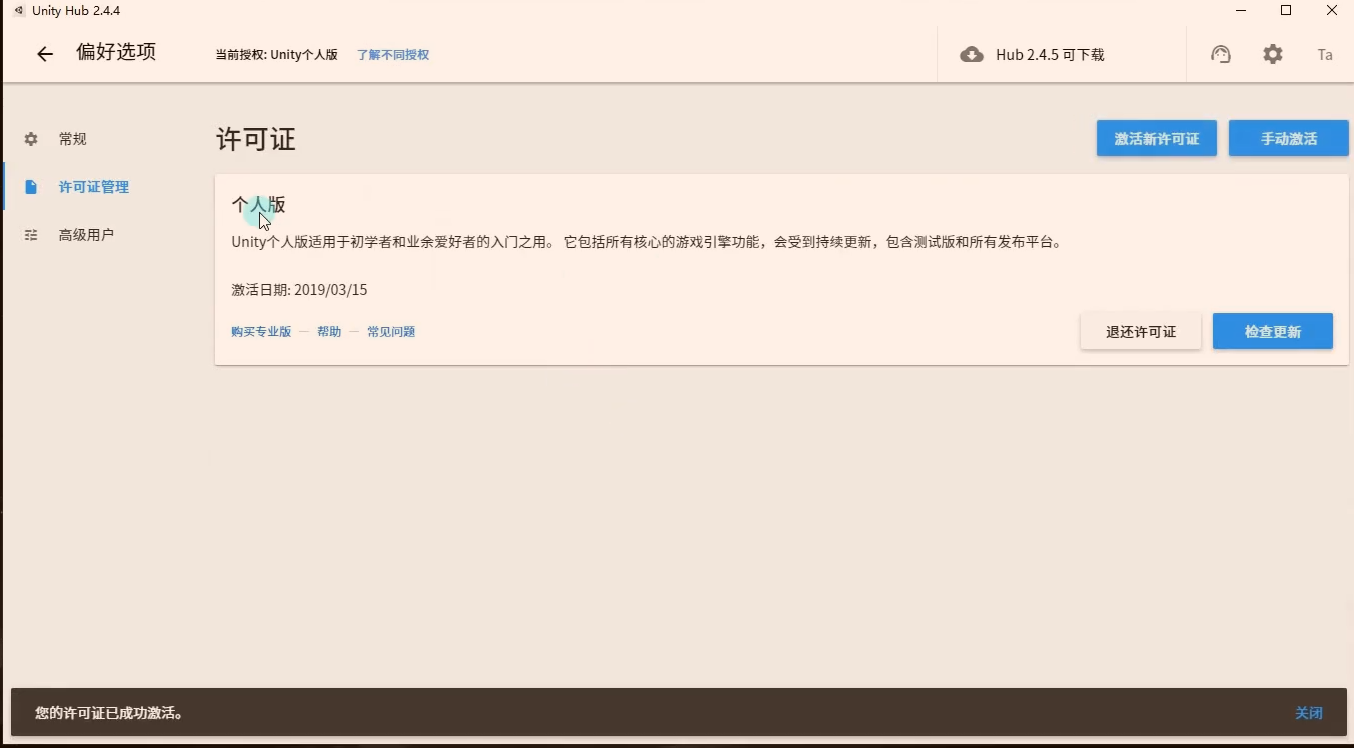 Unity Hub 2.4.4
偏好选项
当前授权: Unity个人版 了解不同授权
Hub 2.4.5 可下载
Ta
常规
许可证管理
高级用户
许可证
激活新许可证
手动激活
个人版
Unity个人版适用于初学者和业余爱好者的入门之用。 它包括所有核心的游戏引擎功能，会受到持续更新，包含测试版和所有发布平台。
激活日期: 2019/03/15
购买专业版 — 帮助 — 常见问题
退还许可证
检查更新
您的许可证已成功激活。
关闭